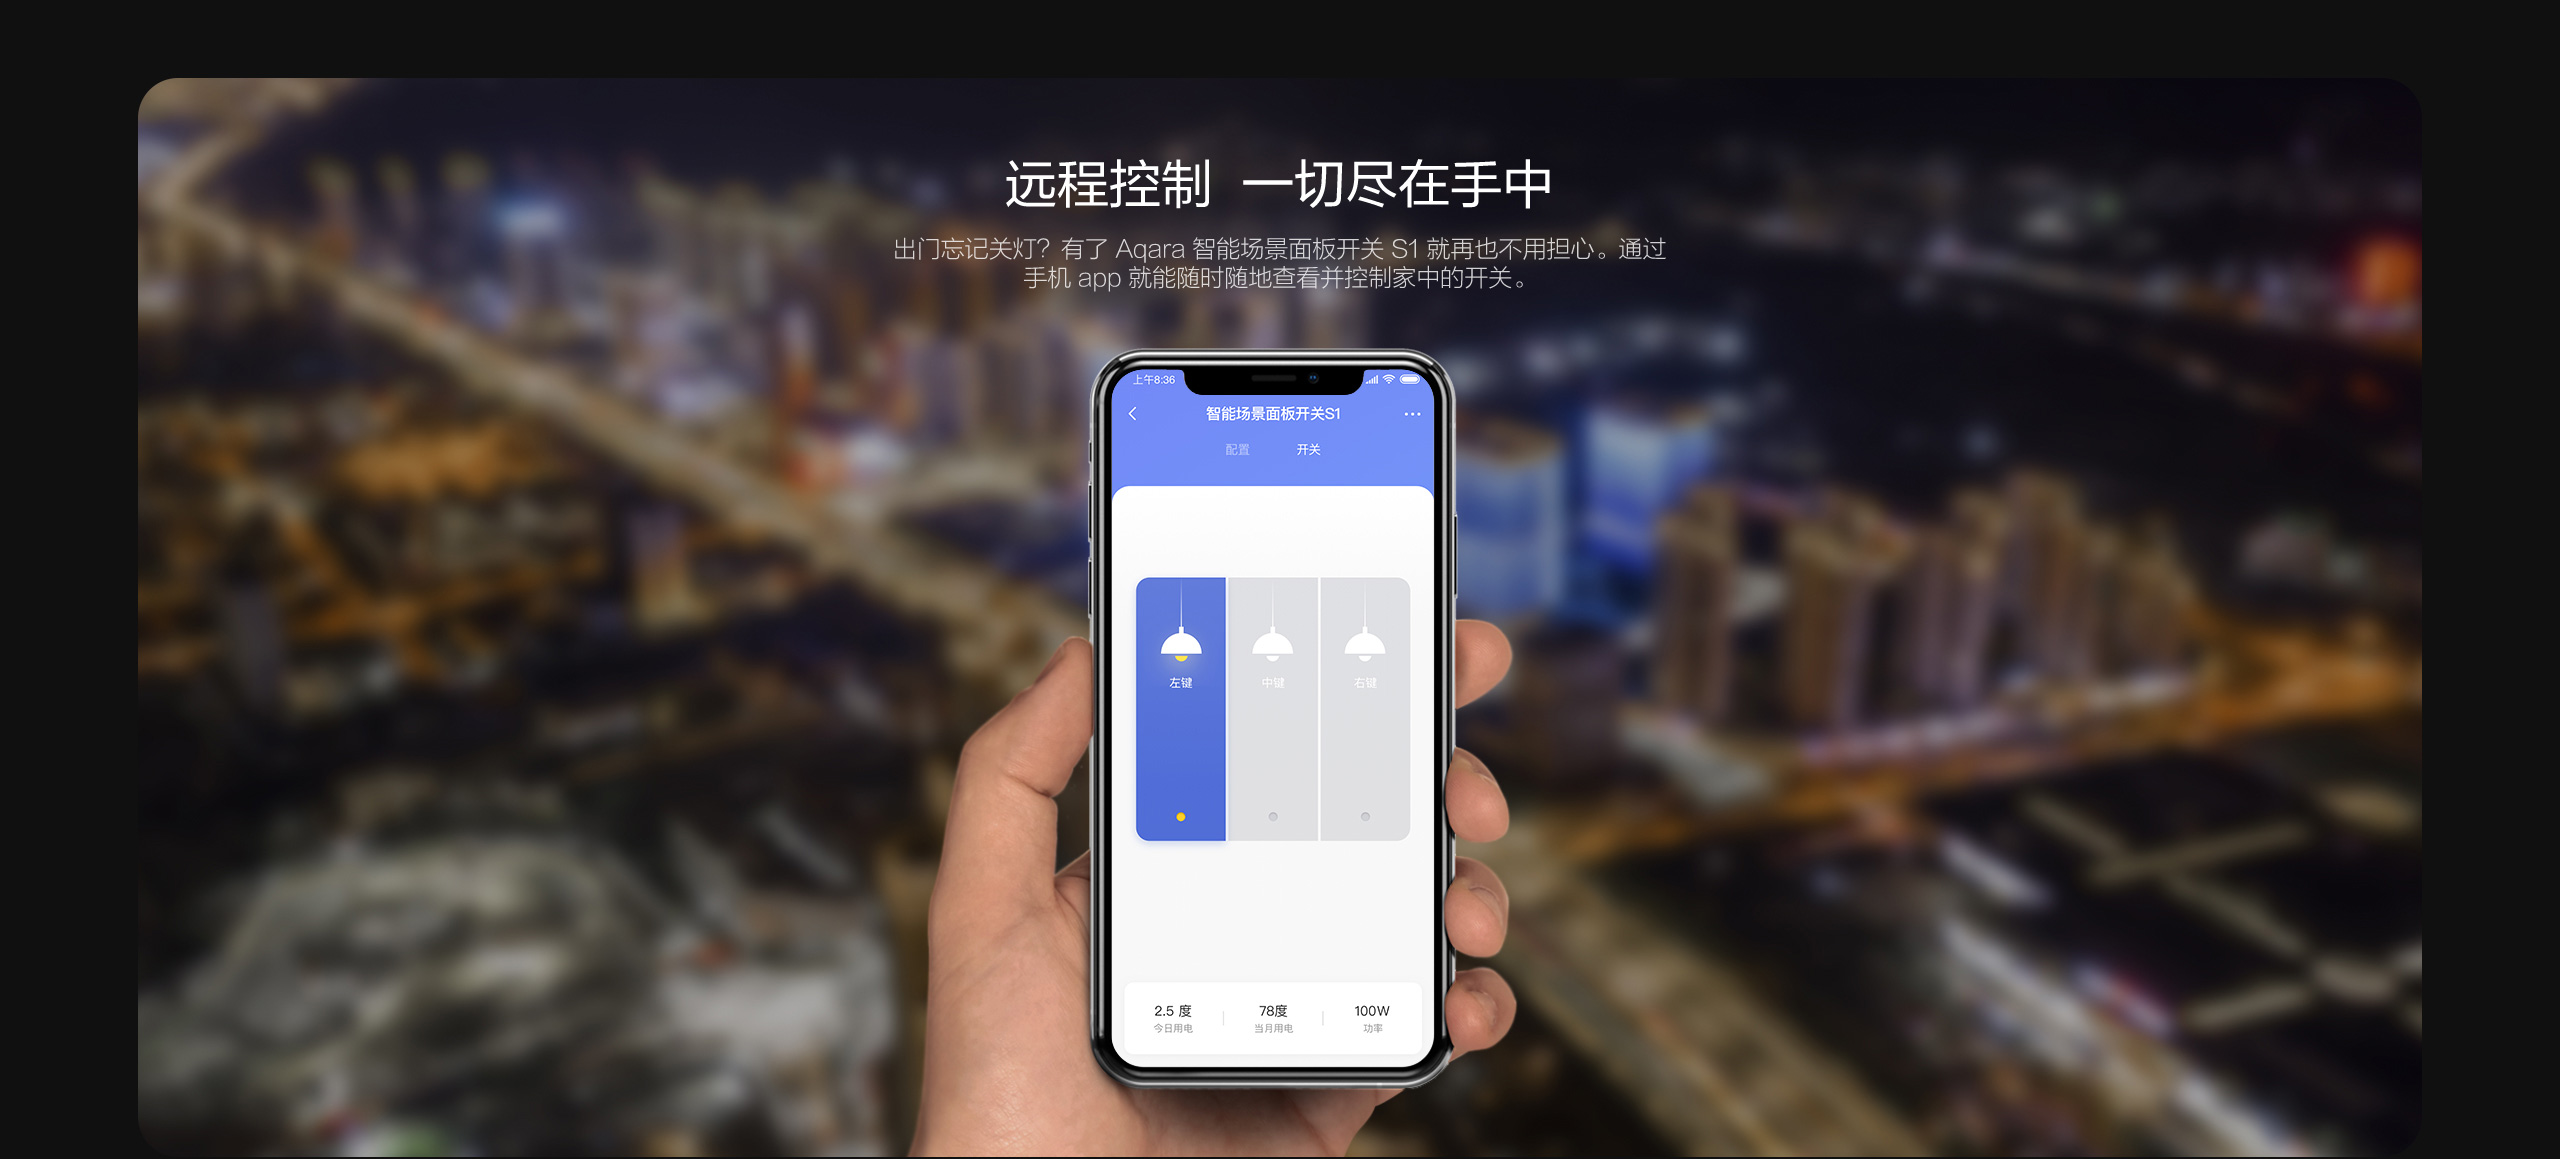 远程控制 一切尽在手中
出门忘记关灯？有了 Aqara 智能场景面板开关 S1 就再也不用担心。通过
手机 app 就能随时随地查看并控制家中的开关。
上午8:36
智能场景面板开关S1
配置 开关
左键 中键 右键
2.5 度 78度 100W
今日用电 当月用电 功率